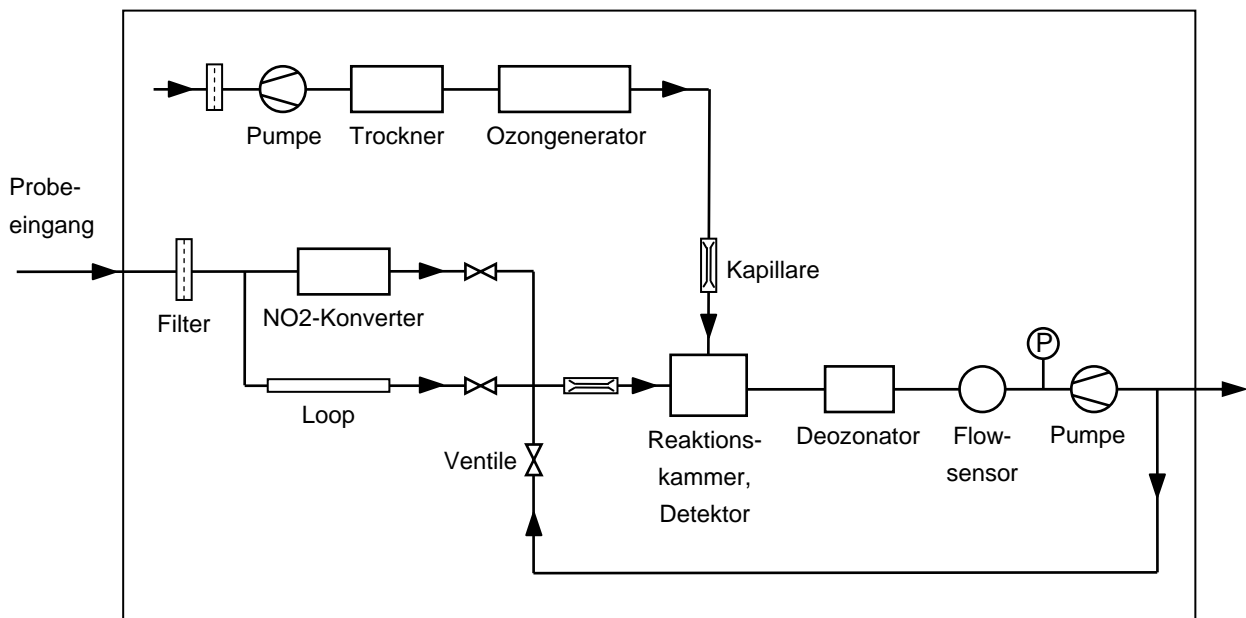 Pumpe
Trockner
Ozongenerator
Probe-
eingang
Kapillare
Filter
NO2-Konverter
P
Loop
Ventile
Reaktions-
kammer,
Detektor
Deozonator
Flow-
sensor
Pumpe